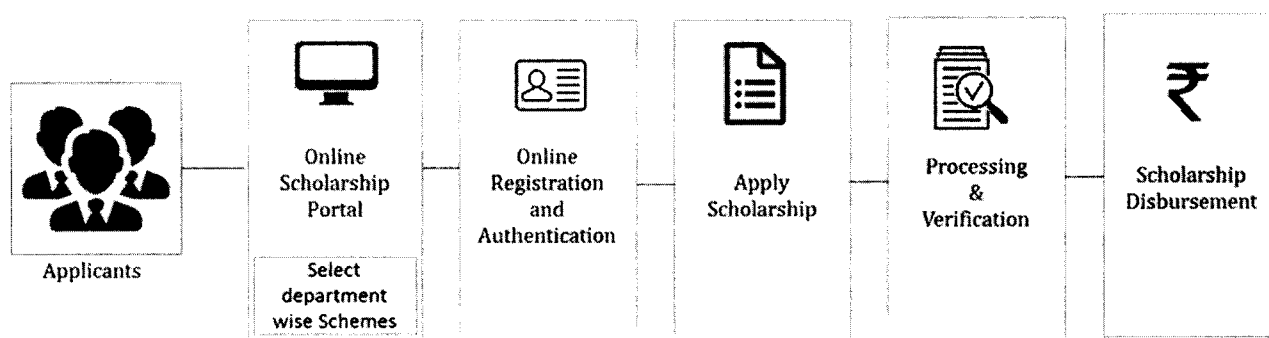 Applicants
Online
Scholarship
Portal
Select
department
wise Schemes
Online
Registration
and
Authentication
Apply
Scholarship
Processing
&
Verification
₹
Scholarship
Disbursement